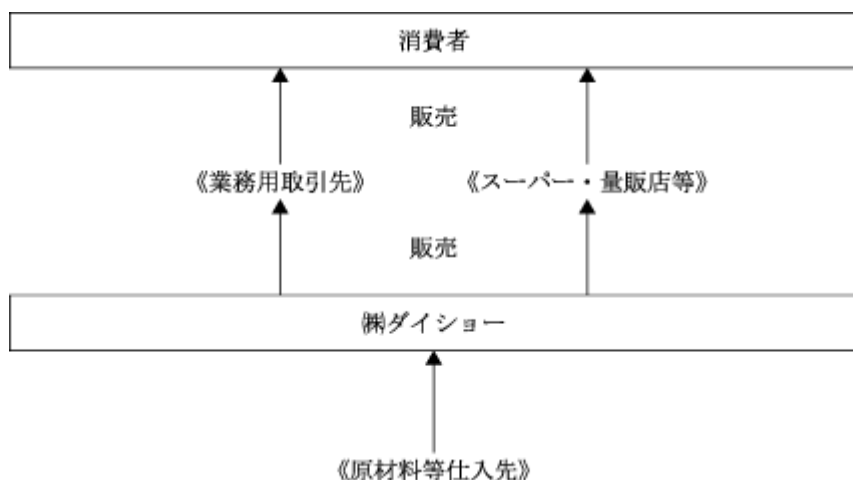 消費者
販売
《業務用取引先》 《スーパー・量販店等》
販売
㈱ダイショー
《原材料等仕入先》